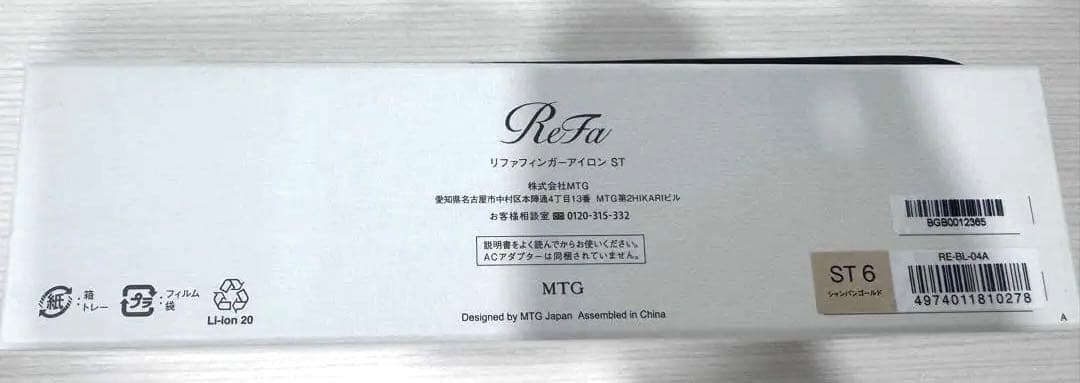 ReFa
リファフィンガーアイロン ST
株式会社MTG
愛知県名古屋市中村区本陣通4丁目13番 MTG第2HIKARIビル
お客様相談室 0120-315-332
説明書をよく読んでからお使いください。
ACアダプターは同梱されていません。
MTG
Designed by MTG Japan Assembled in China
紙 : 箱
トレー
プラ : フィルム
袋
Li-ion 20
BGB0012365
ST 6
シャンパンゴールド
RE-BL-04A
4974011810278
A